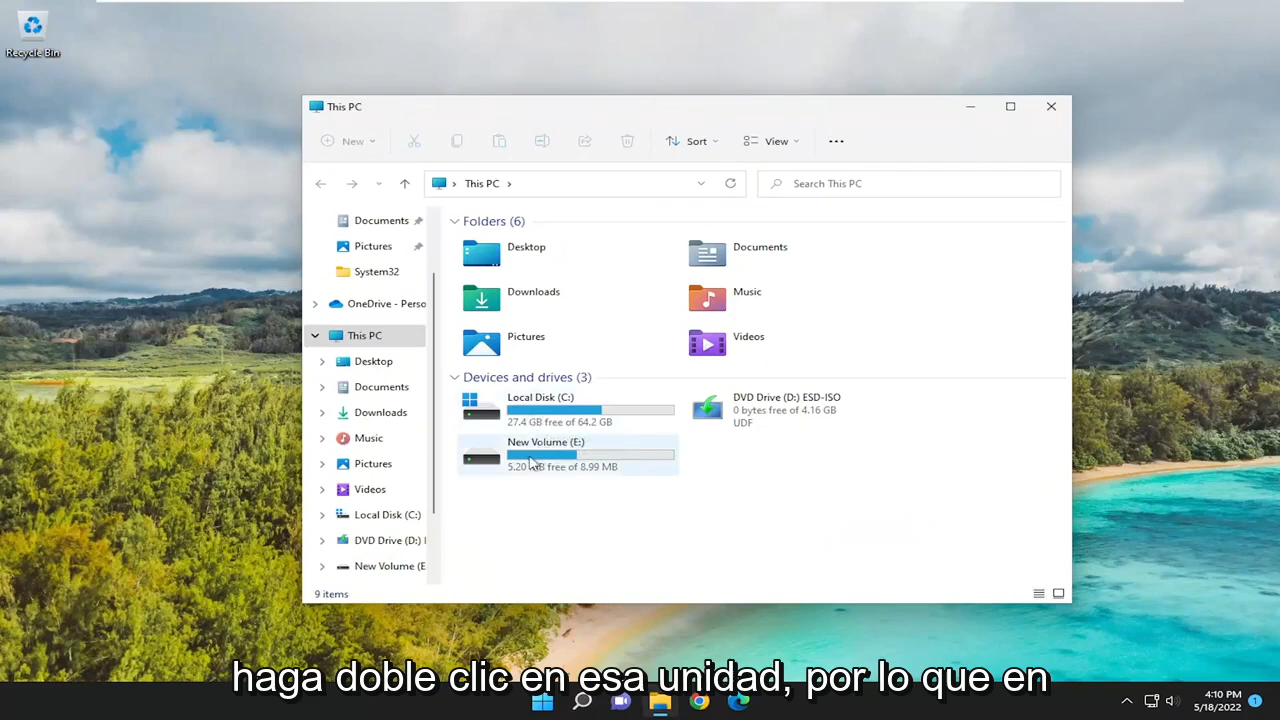 Recycle Bin
This PC
New
Sort
View
This PC
Search This PC
Documents
Pictures
System32
OneDrive - Perso
This PC
Desktop
Documents
Downloads
Music
Pictures
Videos
Local Disk (C:)
DVD Drive (D:)
New Volume (E
Folders (6)
Desktop
Documents
Downloads
Music
Pictures
Videos
Devices and drives (3)
Local Disk (C:)
27.4 GB free of 64.2 GB
DVD Drive (D:) ESD-ISO
0 bytes free of 4.16 GB
UDF
New Volume (E:)
5.20 MB free of 8.99 MB
9 items
haga doble clic en esa unidad, por lo que en
4:10 PM
5/18/2022
1